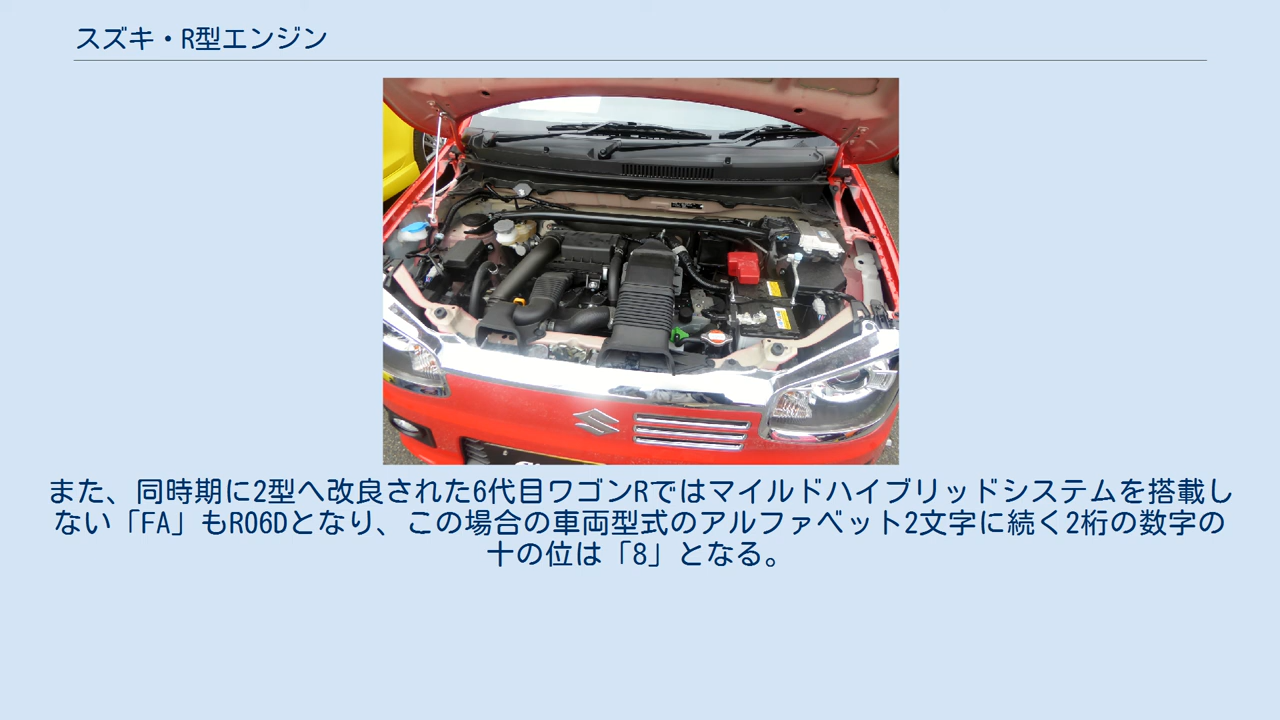 スズキ・R型エンジン
また、同時期に2型へ改良された6代目ワゴンRではマイルドハイブリッドシステムを搭載し
ない「FA」もR06Dとなり、この場合の車両型式のアルファベット2文字に続く2桁の数字の
十の位は「8」となる。